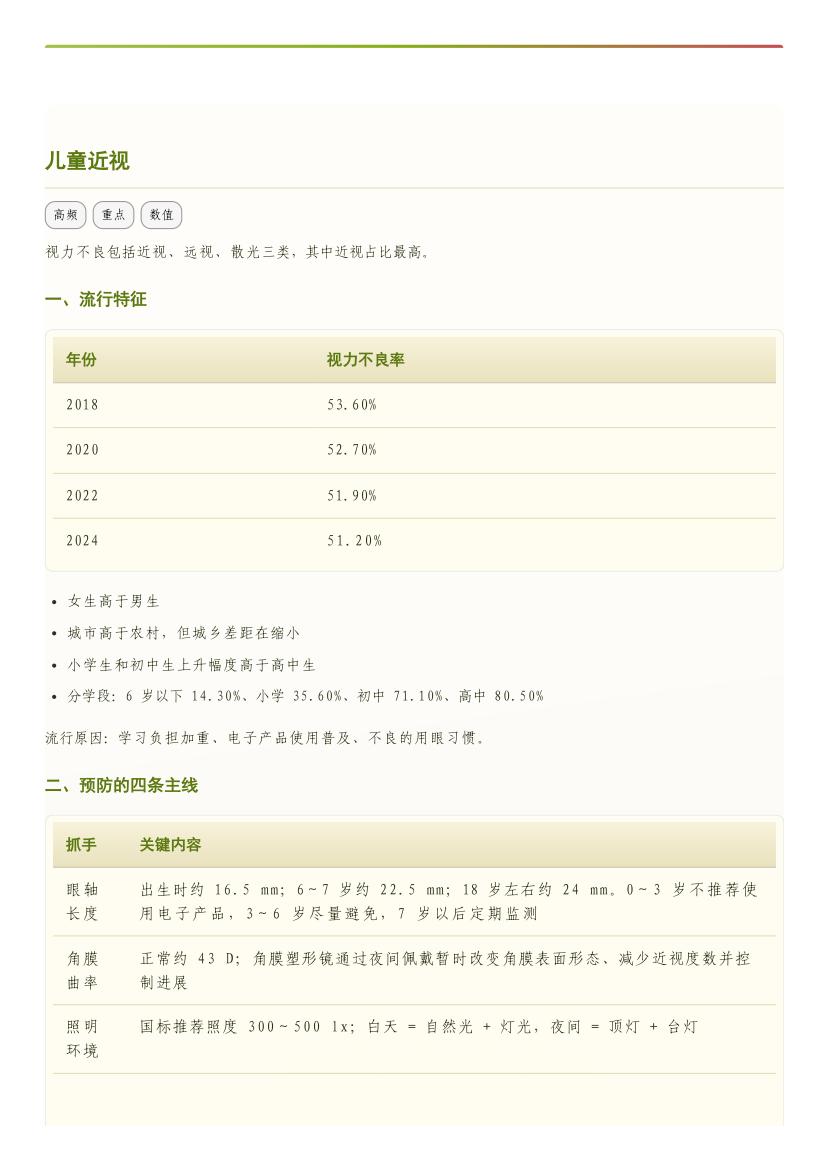 儿童近视
高频 重点 数值
视力不良包括近视、远视、散光三类，其中近视占比最高。
一、流行特征
年份 视力不良率
2018 53.60%
2020 52.70%
2022 51.90%
2024 51.20%
• 女生高于男生
• 城市高于农村，但城乡差距在缩小
• 小学生和初中生上升幅度高于高中生
• 分学段：6 岁以下 14.30%、小学 35.60%、初中 71.10%、高中 80.50%
流行原因：学习负担加重、电子产品使用普及、不良的用眼习惯。
二、预防的四条主线
抓手 关键内容
眼轴长度 出生时约 16.5 mm；6~7 岁约 22.5 mm；18 岁左右约 24 mm。0~3 岁不推荐使
用电子产品，3~6 岁尽量避免，7 岁以后定期监测
角膜曲率 正常约 43 D；角膜塑形镜通过夜间佩戴暂时改变角膜表面形态、减少近视度数并控
制进展
照明环境 国标推荐照度 300~500 lx；白天 = 自然光 + 灯光，夜间 = 顶灯 + 台灯